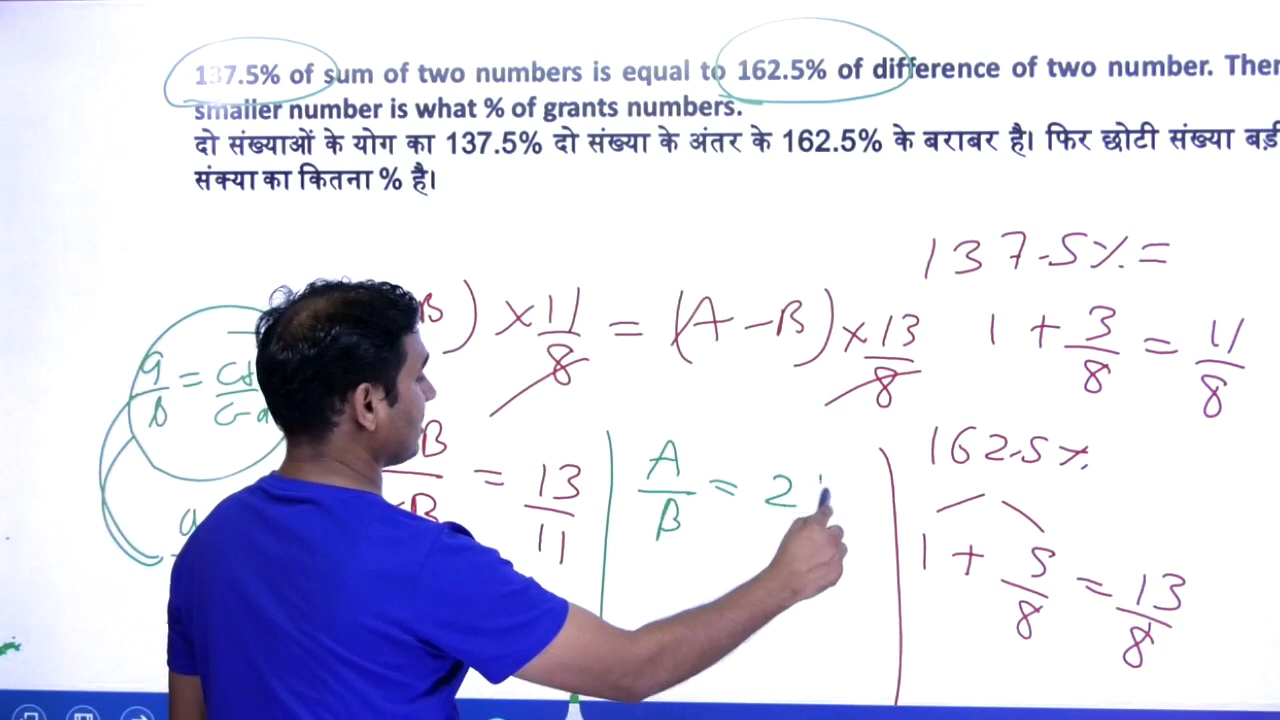 137.5% of sum of two numbers is equal to 162.5% of difference of two number. Then
smaller number is what % of grants numbers.
दो संख्याओं के योग का 137.5% दो संख्या के अंतर के 162.5% के बराबर है। फिर छोटी संख्या बड़ी
संक्या का कितना % है।
137.5% =
1 + 3/8 = 11/8
B) × 11/8 = (A - B) × 13/8
162.5%
1 + 5/8 = 13/8
B/B = 13/11
A/B = 2